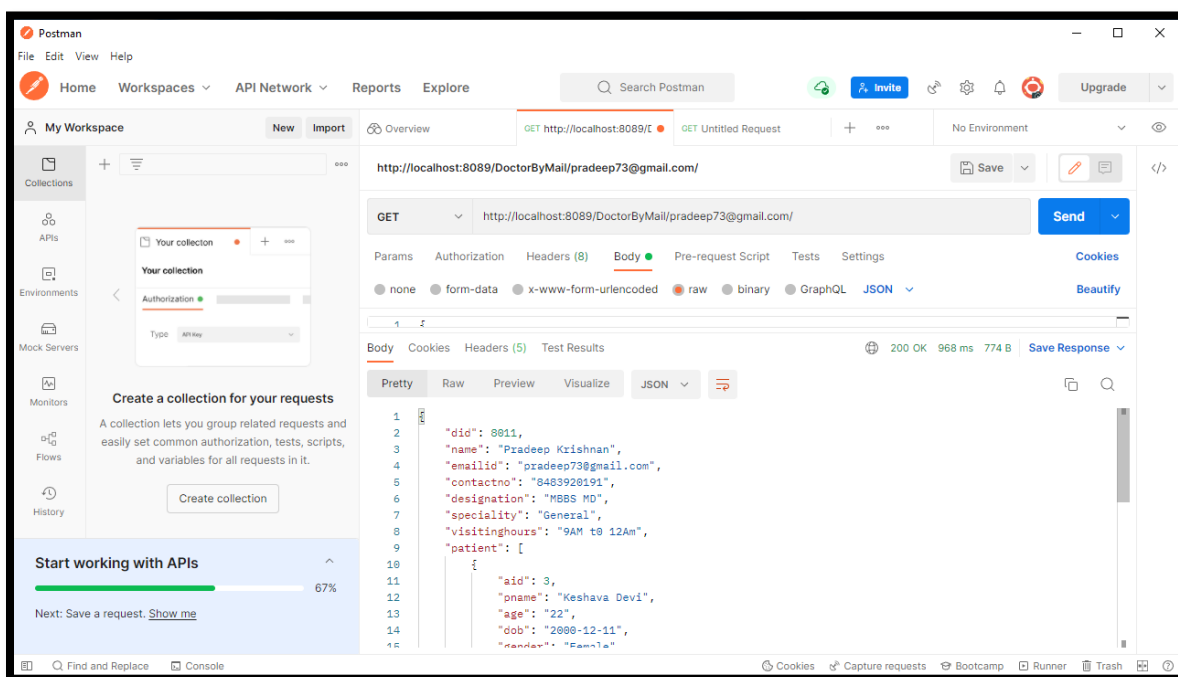 Postman
File Edit View Help
Home Workspaces API Network Reports Explore Search Postman Invite Upgrade
My Workspace New Import Overview GET http://localhost:8089/D GET Untitled Request No Environment
Collections
http://localhost:8089/DoctorByMail/pradeep73@gmail.com/ Save
APIs
GET http://localhost:8089/DoctorByMail/pradeep73@gmail.com/ Send
Your collecton
Params Authorization Headers (8) Body Pre-request Script Tests Settings Cookies
Your collection
Environments
Authorization
none form-data x-www-form-urlencoded raw binary GraphQL JSON Beautify
1 {
Type API Key
Mock Servers
Body Cookies Headers (5) Test Results 200 OK 968 ms 774 B Save Response
Monitors
Pretty Raw Preview Visualize JSON
Create a collection for your requests
A collection lets you group related requests and
easily set common authorization, tests, scripts,
and variables for all requests in it.
Flows
Create collection
History
1 {
2 "did": 8011,
3 "name": "Pradeep Krishnan",
4 "emailid": "pradeep73@gmail.com",
5 "contactno": "8483920191",
6 "designation": "MBBS MD",
7 "speciality": "General",
8 "visitinghours": "9AM t0 12Am",
9 "patient": [
10 {
11 "aid": 3,
12 "pname": "Keshava Devi",
13 "age": "22",
14 "dob": "2000-12-11",
15 "gender": "Female"
Start working with APIs
67%
Next: Save a request. Show me
Find and Replace Console Cookies Capture requests Bootcamp Runner Trash